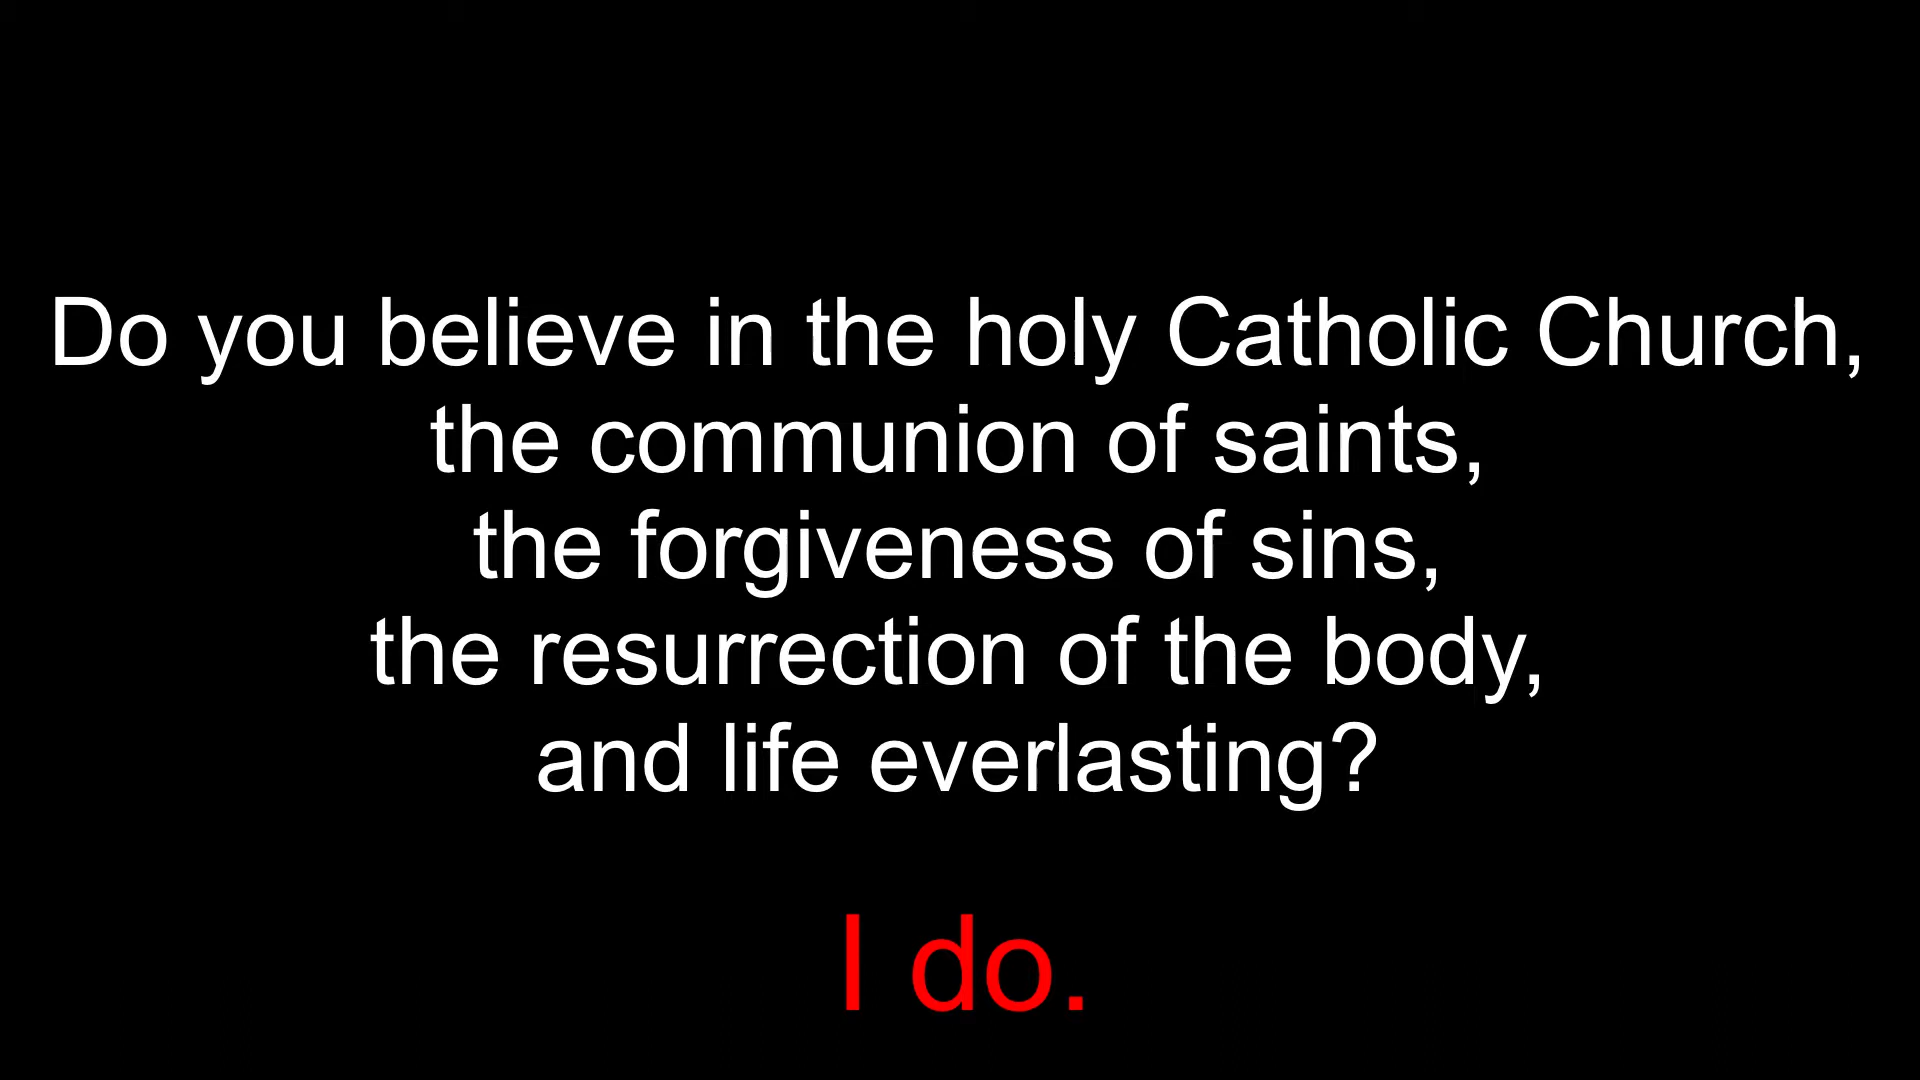 Do you believe in the holy Catholic Church,
the communion of saints,
the forgiveness of sins,
the resurrection of the body,
and life everlasting?
I do.